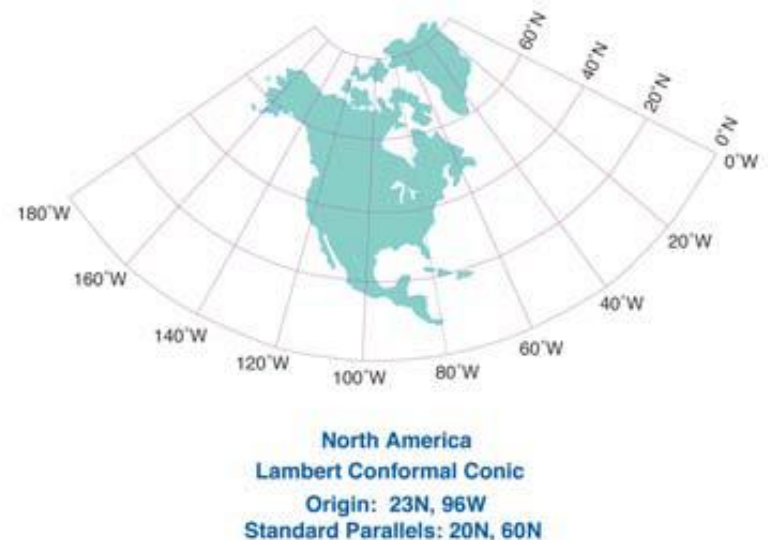 60°N
40°N
20°N
0°N
0°W
180°W
20°W
160°W
40°W
140°W
60°W
120°W
80°W
100°W
North America
Lambert Conformal Conic
Origin: 23N, 96W
Standard Parallels: 20N, 60N